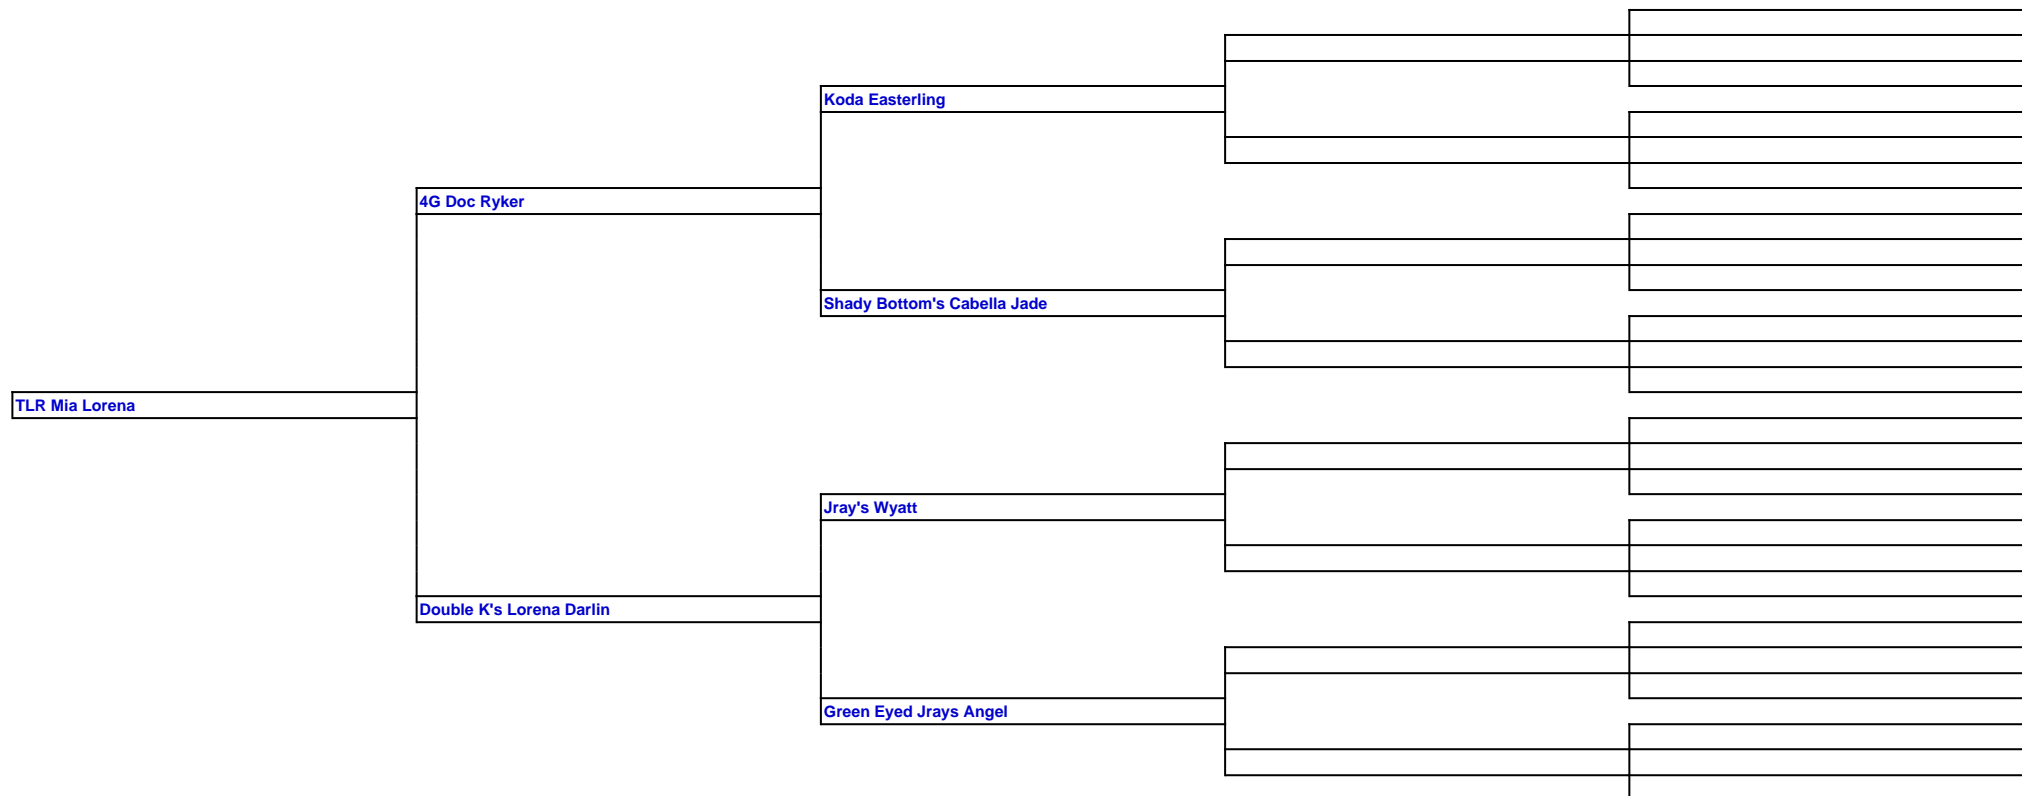 Koda Easterling
4G Doc Ryker
Shady Bottom's Cabella Jade
TLR Mia Lorena
Jray's Wyatt
Double K's Lorena Darlin
Green Eyed Jrays Angel